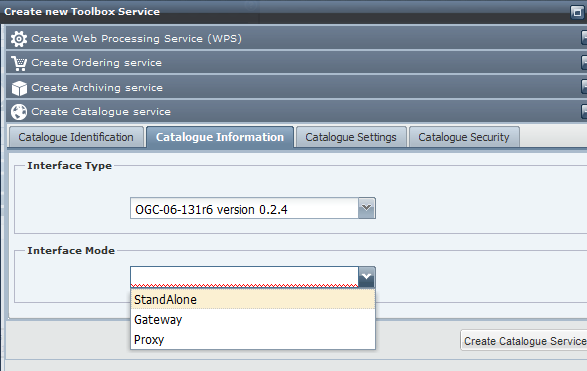 Create new Toolbox Service
Create Web Processing Service (WPS)
Create Ordering service
Create Archiving service
Create Catalogue service
Catalogue Identification Catalogue Information Catalogue Settings Catalogue Security
Interface Type
OGC-06-131r6 version 0.2.4
Interface Mode
StandAlone
Gateway
Proxy
Create Catalogue Service